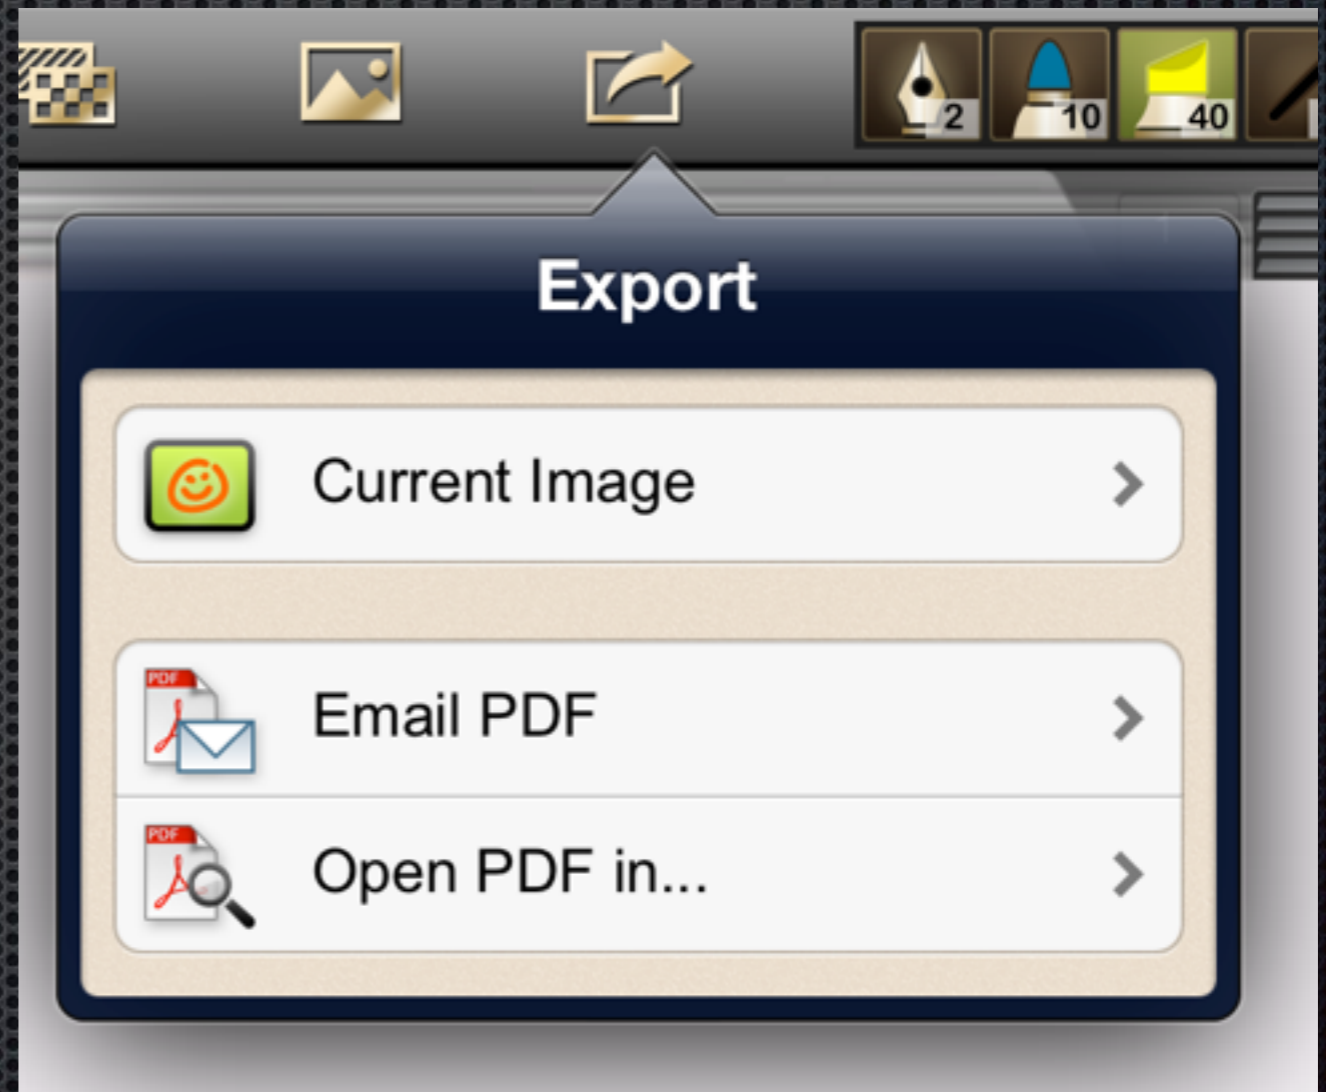 2 10 40
Export
Current Image
PDF
Email PDF
PDF
Open PDF in...